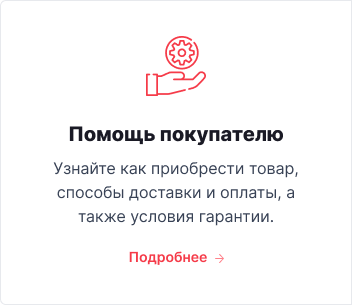 Помощь покупателю
Узнайте как приобрести товар,
способы доставки и оплаты, а
также условия гарантии.
Подробнее →